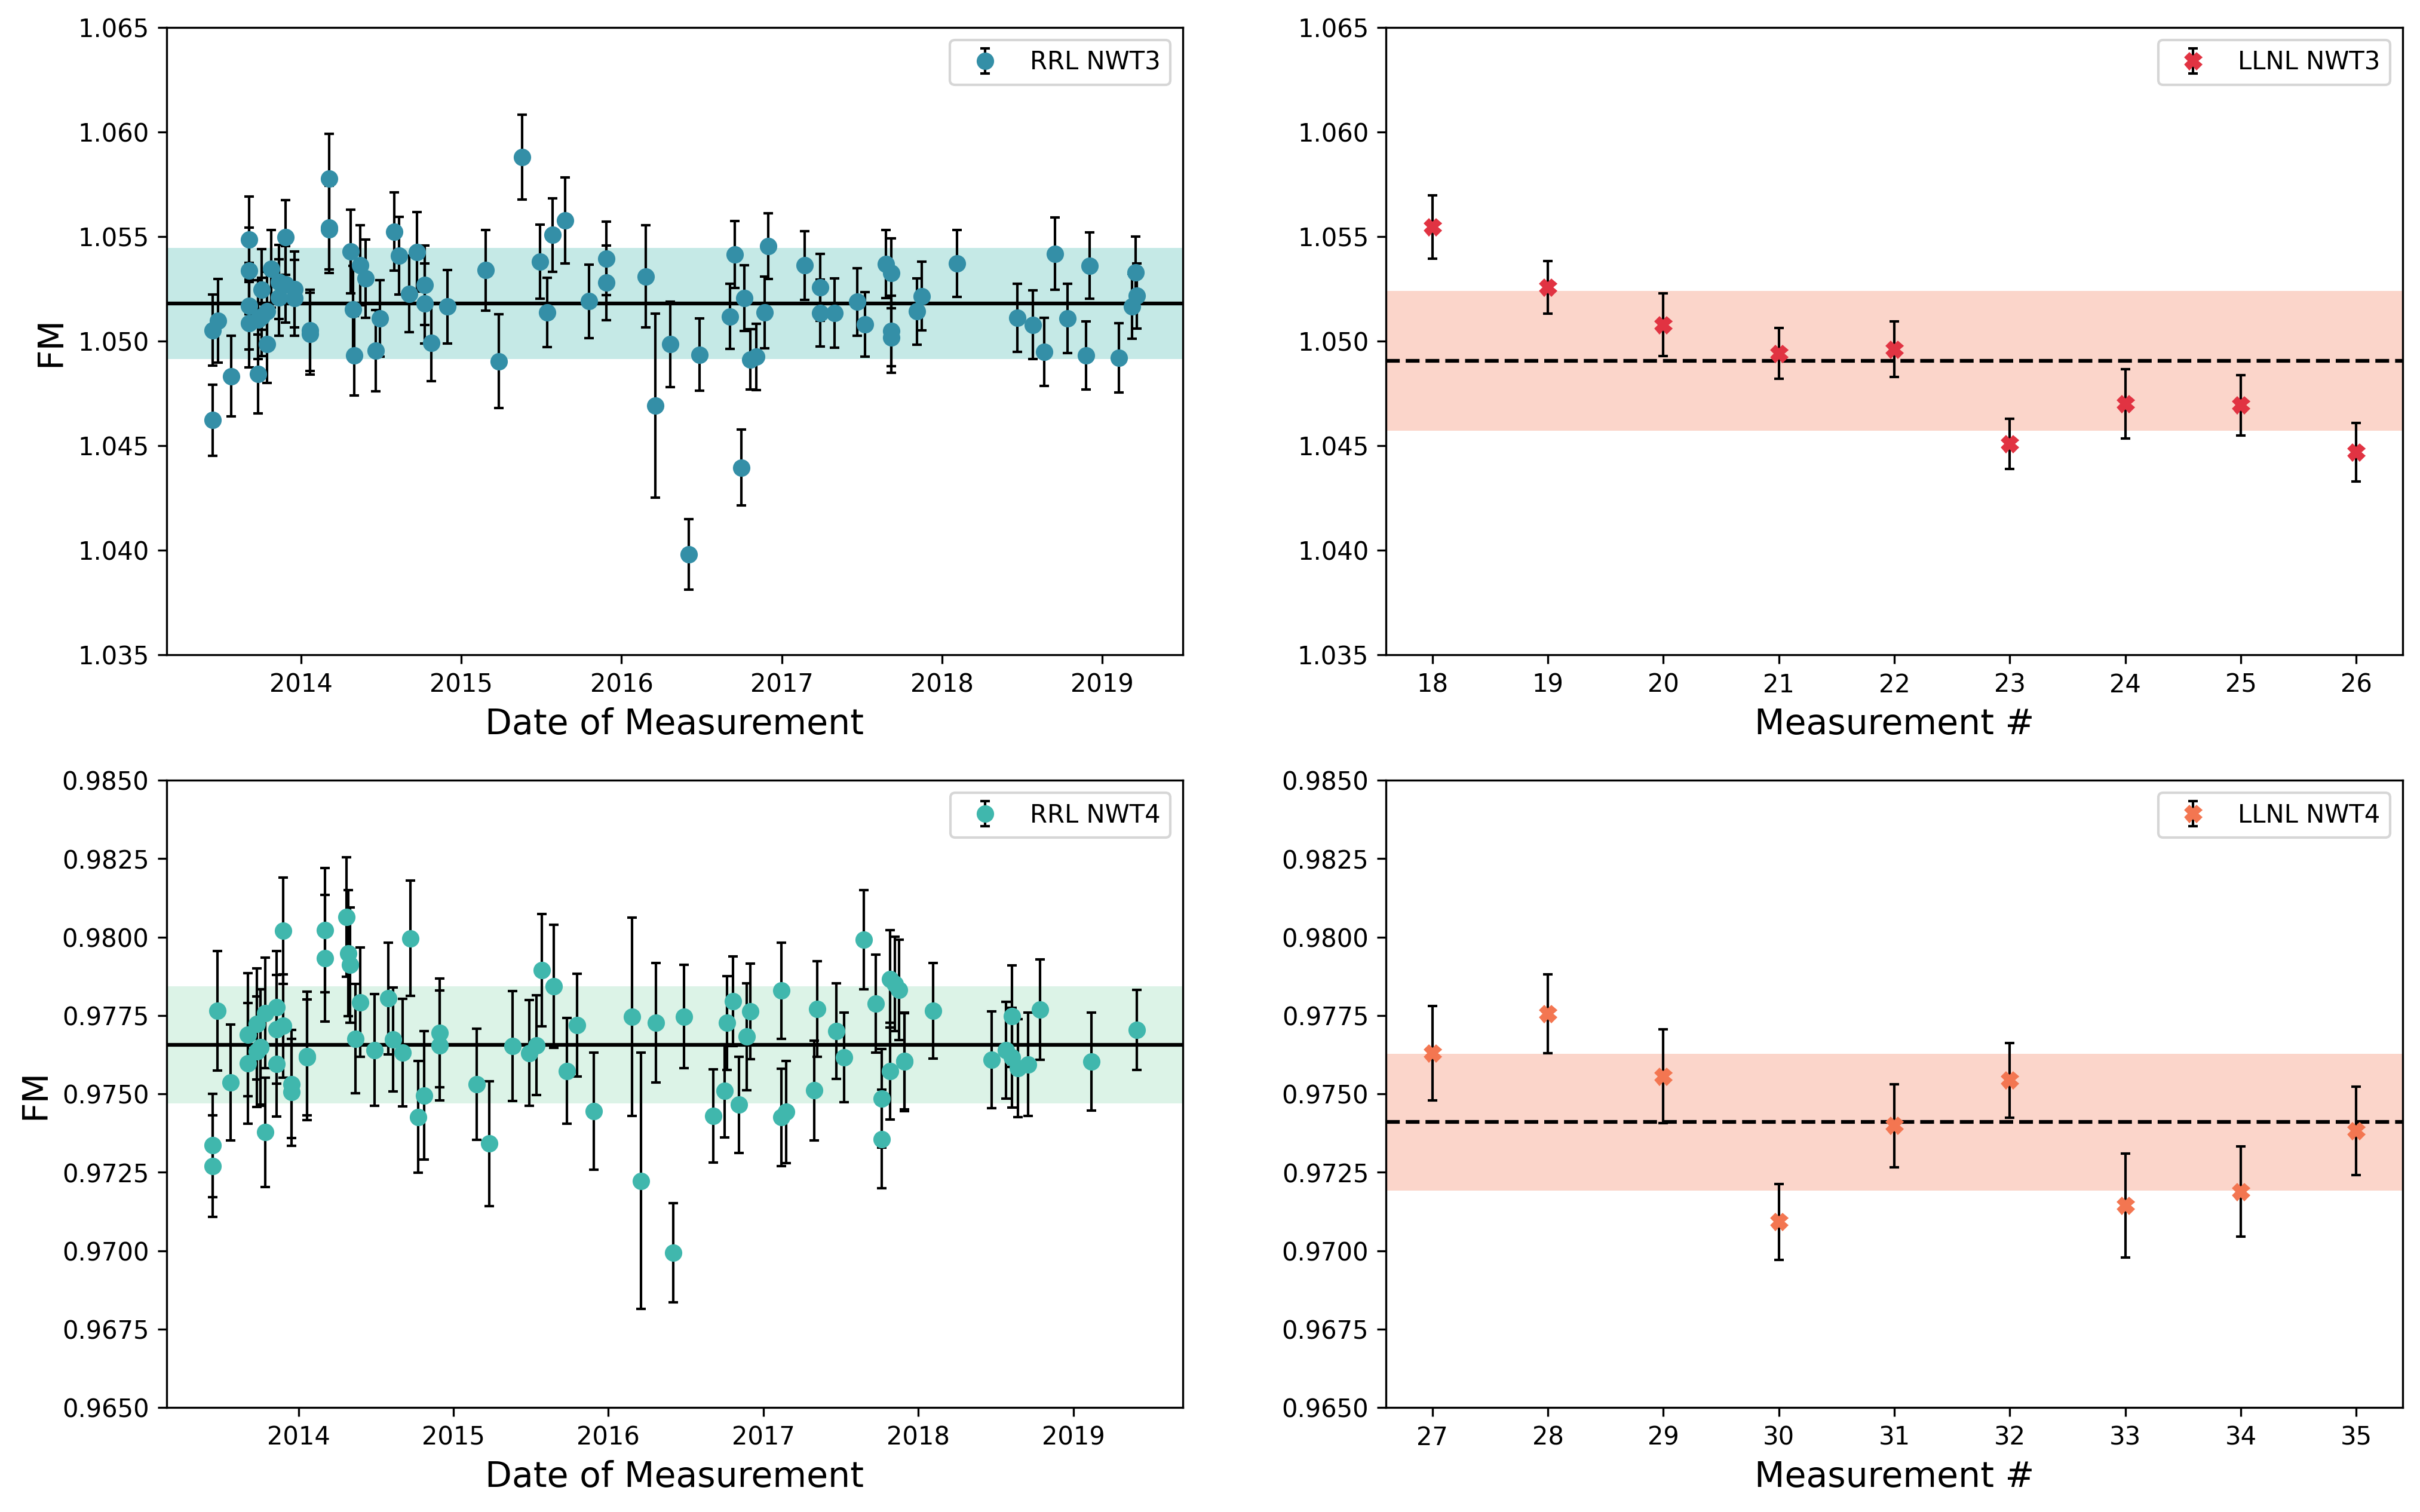 1.065
1.060
1.055
1.050
1.045
1.040
1.035
FM
RRL NWT3
2014 2015 2016 2017 2018 2019
Date of Measurement
1.065
1.060
1.055
1.050
1.045
1.040
1.035
LLNL NWT3
18 19 20 21 22 23 24 25 26
Measurement #
0.9850
0.9825
0.9800
0.9775
0.9750
0.9725
0.9700
0.9675
0.9650
FM
RRL NWT4
2014 2015 2016 2017 2018 2019
Date of Measurement
0.9850
0.9825
0.9800
0.9775
0.9750
0.9725
0.9700
0.9675
0.9650
LLNL NWT4
27 28 29 30 31 32 33 34 35
Measurement #